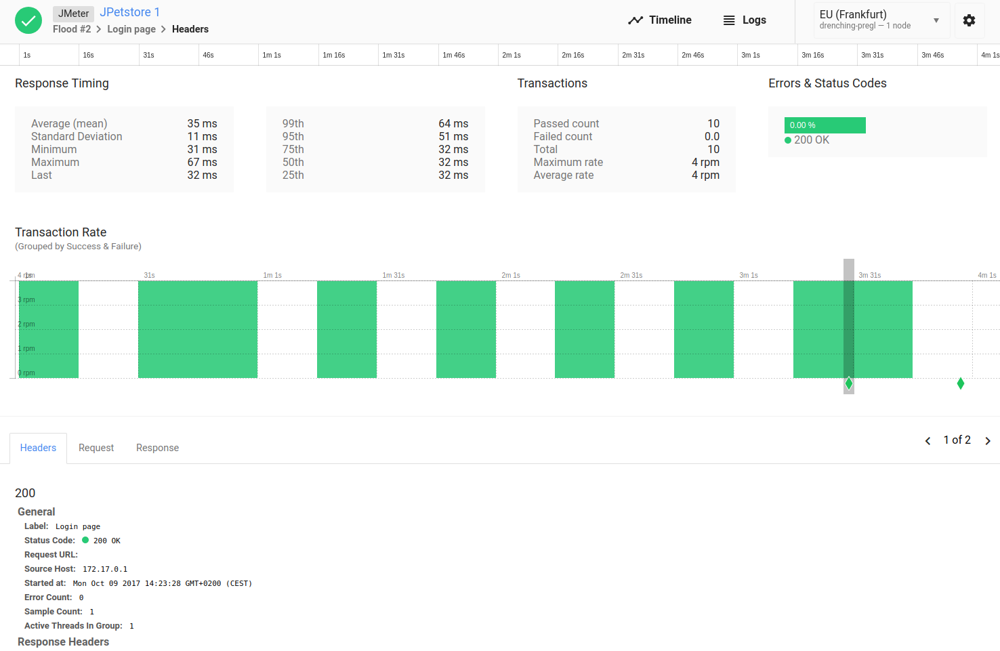 JMeter JPetstore 1
Flood #2 > Login page > Headers
Timeline
Logs
EU (Frankfurt)
drenching-pregl — 1 node
1s 16s 31s 46s 1m 1s 1m 16s 1m 31s 1m 46s 2m 1s 2m 16s 2m 31s 2m 46s 3m 1s 3m 16s 3m 31s 3m 46s 4m 1s
Response Timing
Average (mean) 35 ms
Standard Deviation 11 ms
Minimum 31 ms
Maximum 67 ms
Last 32 ms
99th 64 ms
95th 51 ms
75th 32 ms
50th 32 ms
25th 32 ms
Transactions
Passed count 10
Failed count 0.0
Total 10
Maximum rate 4 rpm
Average rate 4 rpm
Errors & Status Codes
0.00 %
200 OK
Transaction Rate
(Grouped by Success & Failure)
4 rpm 1s 31s 1m 1s 1m 31s 2m 1s 2m 31s 3m 1s 3m 31s 4m 1s
3 rpm
2 rpm
1 rpm
0 rpm
Headers Request Response
1 of 2
200
General
Label: Login page
Status Code: 200 OK
Request URL:
Source Host: 172.17.0.1
Started at: Mon Oct 09 2017 14:23:28 GMT+0200 (CEST)
Error Count: 0
Sample Count: 1
Active Threads In Group: 1
Response Headers